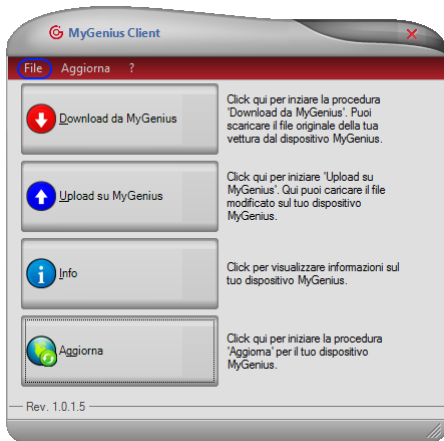 MyGenius Client
File Aggiorna ?
Download da MyGenius
Click qui per inziare la procedura
'Download da MyGenius'. Puoi
scaricare il file originale della tua
vettura dal dispositivo MyGenius.
Upload su MyGenius
Click qui per iniziare 'Upload su
MyGenius'. Qui puoi caricare il file
modificato sul tuo dispositivo
MyGenius.
Info
Click per visualizzare informazioni sul
tuo dispositivo MyGenius.
Aggiorna
Click qui per iniziare la procedura
'Aggiorna' per il tuo dispositivo
MyGenius.
Rev. 1.0.1.5